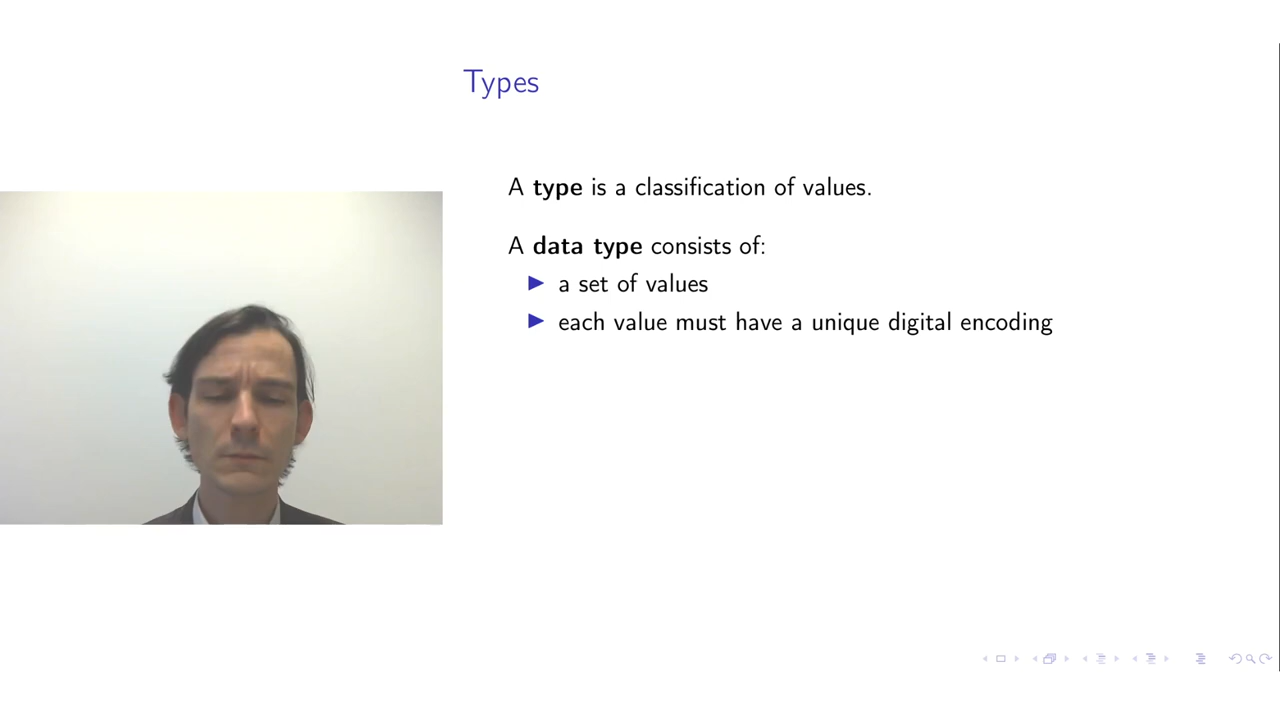 Types
A type is a classification of values.
A data type consists of:
a set of values
each value must have a unique digital encoding